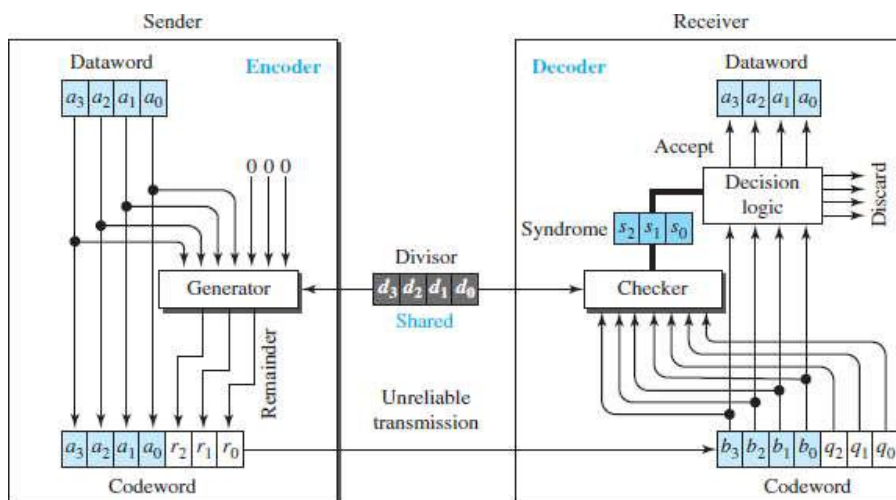 Sender
Receiver
Dataword
Encoder
a3 a2 a1 a0
0 0 0
Generator
Remainder
a3 a2 a1 a0 r2 r1 r0
Codeword
Divisor
d3 d2 d1 d0
Shared
Unreliable
transmission
Decoder
Dataword
a3 a2 a1 a0
Accept
Decision
logic
Discard
Syndrome s2 s1 s0
Checker
b3 b2 b1 b0 q2 q1 q0
Codeword